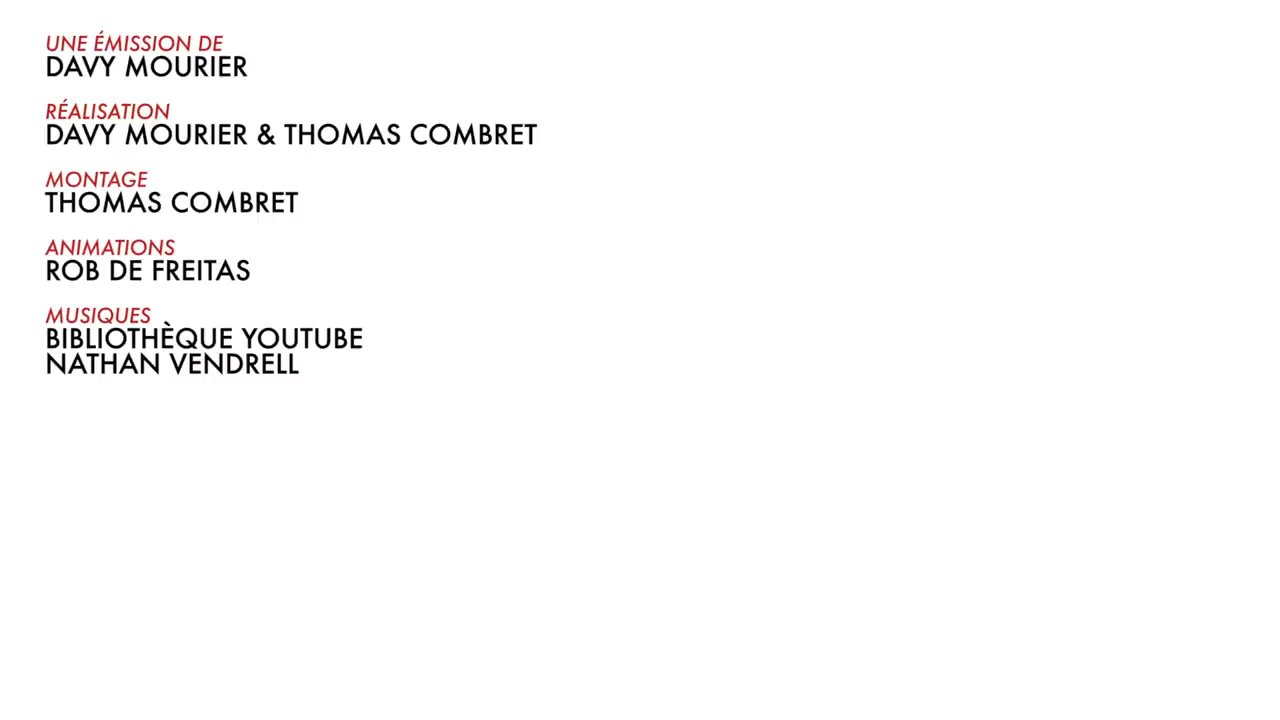 UNE ÉMISSION DE
DAVY MOURIER
RÉALISATION
DAVY MOURIER & THOMAS COMBRET
MONTAGE
THOMAS COMBRET
ANIMATIONS
ROB DE FREITAS
MUSIQUES
BIBLIOTHÈQUE YOUTUBE
NATHAN VENDRELL